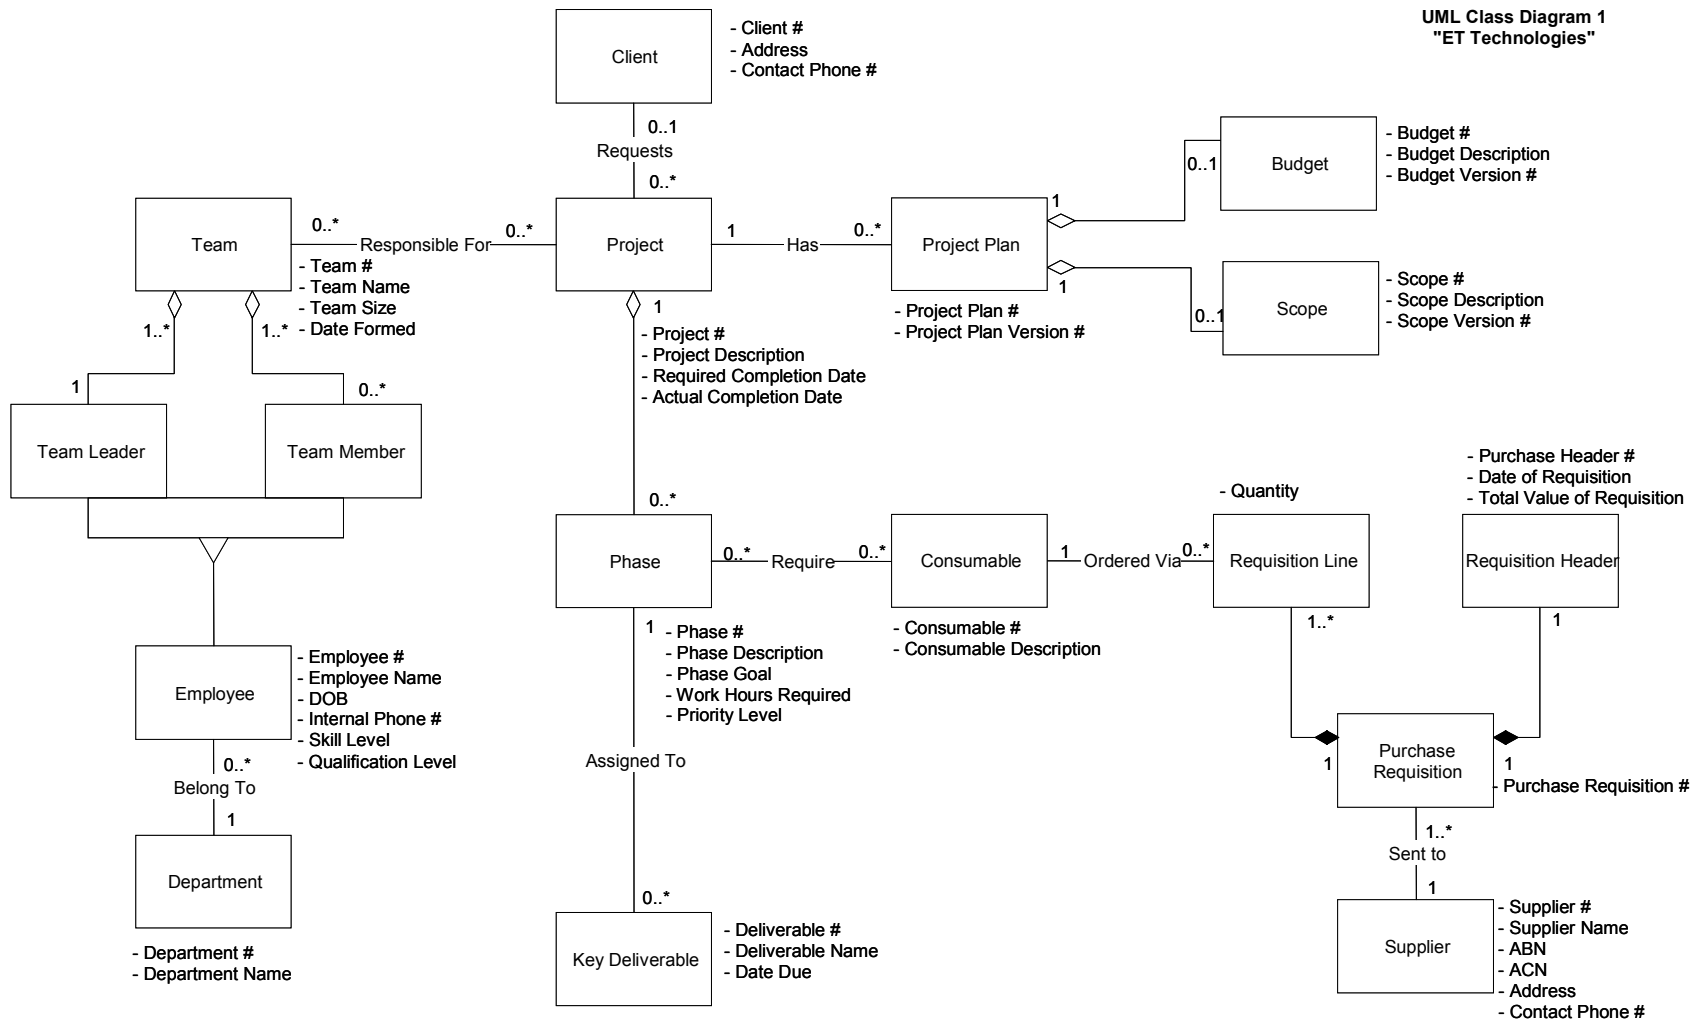 UML Class Diagram 1
"ET Technologies"
Client
- Client #
- Address
- Contact Phone #
0..1
Requests
0..*
Team
0..*
Responsible For
0..*
Project
1
Has
0..*
Project Plan
1
0..1
Budget
- Budget #
- Budget Description
- Budget Version #
1
0..1
Scope
- Scope #
- Scope Description
- Scope Version #
- Team #
- Team Name
- Team Size
- Date Formed
1..*
1..*
1
0..*
Team Leader
Team Member
1
- Project #
- Project Description
- Required Completion Date
- Actual Completion Date
- Project Plan #
- Project Plan Version #
0..*
Phase
0..*
Require
0..*
Consumable
1
Ordered Via
0..*
- Quantity
Requisition Line
- Purchase Header #
- Date of Requisition
- Total Value of Requisition
Requisition Header
1
- Phase #
- Phase Description
- Phase Goal
- Work Hours Required
- Priority Level
- Consumable #
- Consumable Description
1..*
1
Employee
- Employee #
- Employee Name
- DOB
- Internal Phone #
- Skill Level
- Qualification Level
0..*
Belong To
1
Department
- Department #
- Department Name
Assigned To
0..*
Key Deliverable
- Deliverable #
- Deliverable Name
- Date Due
Purchase
Requisition
1
1
- Purchase Requisition #
1..*
Sent to
1
Supplier
- Supplier #
- Supplier Name
- ABN
- ACN
- Address
- Contact Phone #